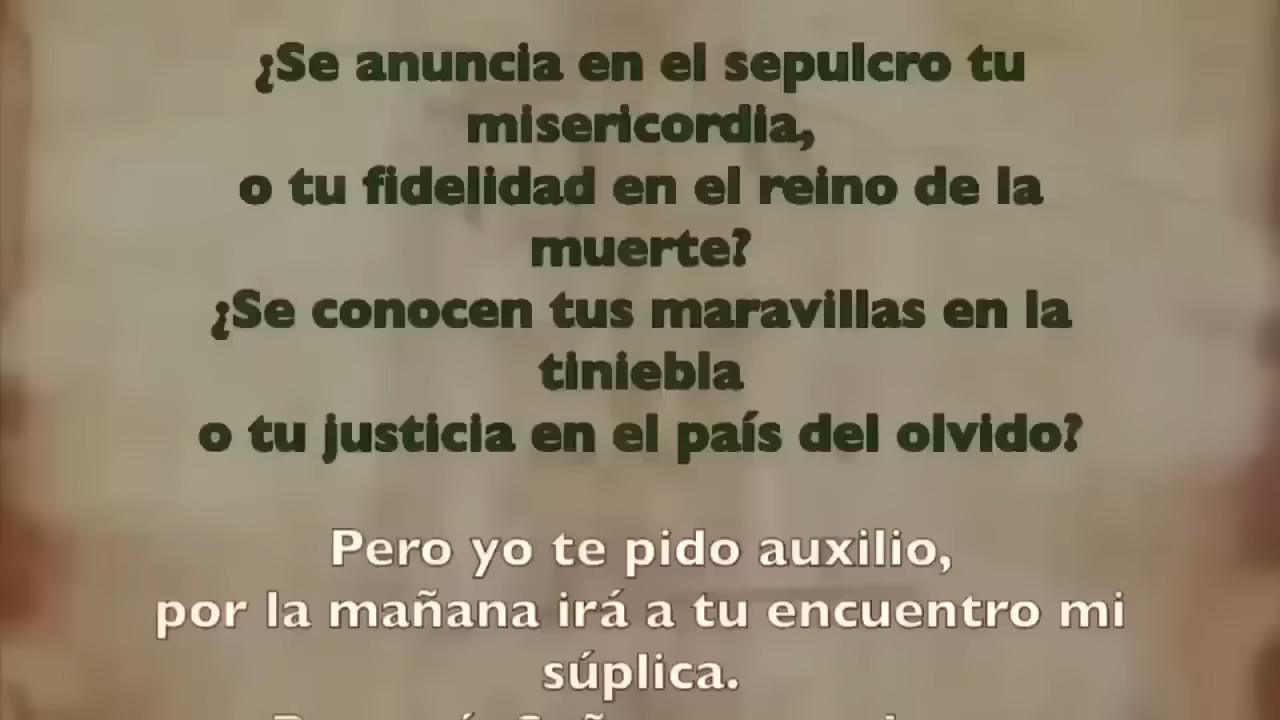 ¿Se anuncia en el sepulcro tu
misericordia,
o tu fidelidad en el reino de la
muerte?
¿Se conocen tus maravillas en la
tiniebla
o tu justicia en el país del olvido?
Pero yo te pido auxilio,
por la mañana irá a tu encuentro mi
súplica.